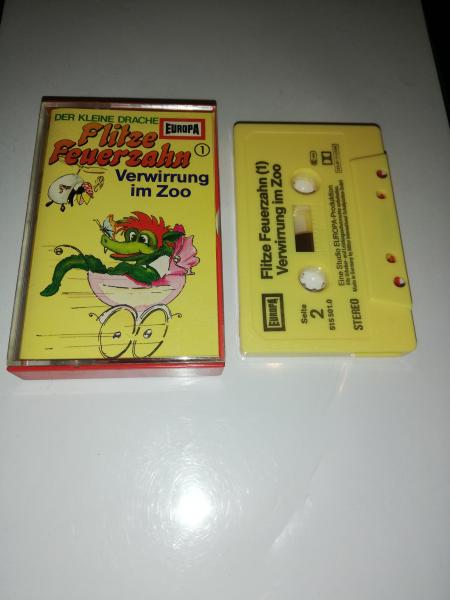 DER KLEINE DRACHE
EUROPA
Flitze
Feuerzahn 1
Verwirrung
im Zoo
Flitze Feuerzahn (1)
Verwirrung im Zoo
EUROPA
Seite
2
515 501.0
Eine Studio EUROPA-Produktion
STEREO